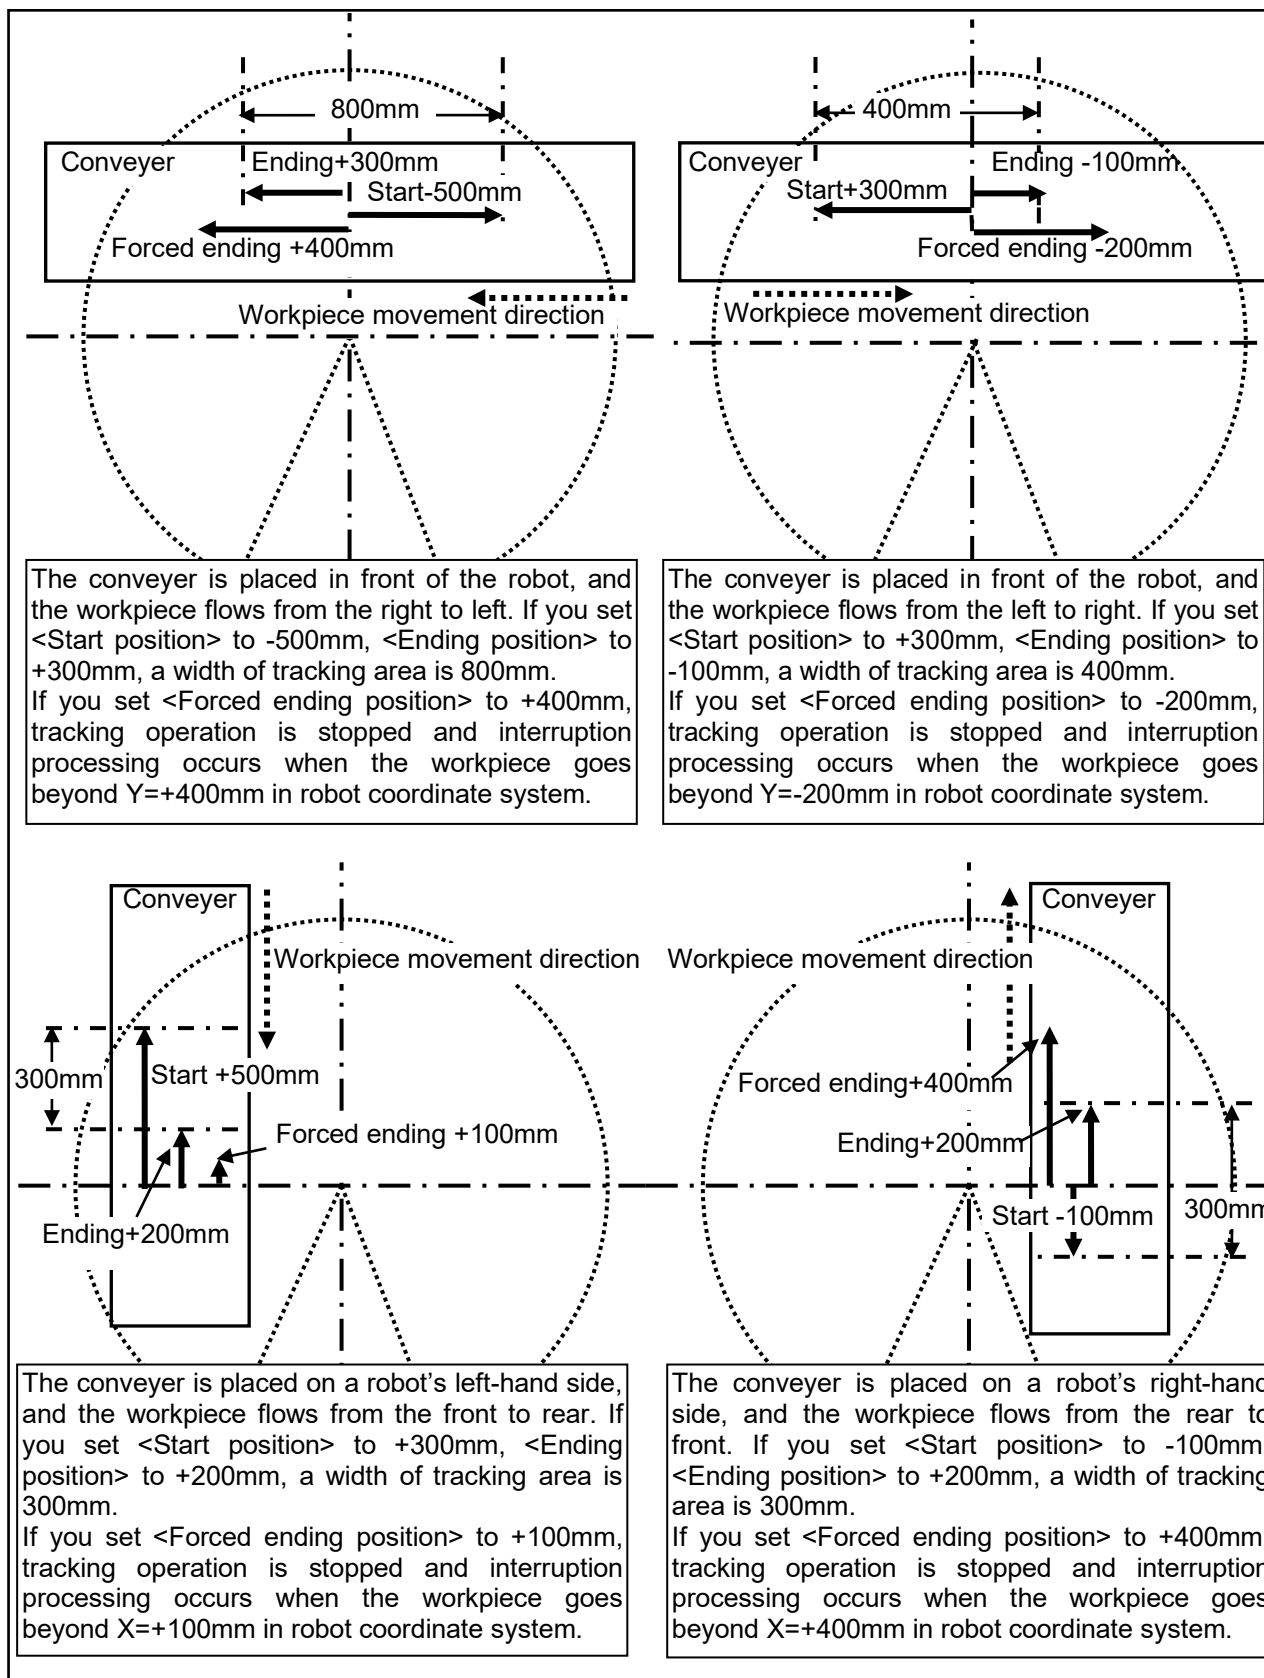 800mm
Conveyer
Ending+300mm
Start-500mm
Forced ending +400mm
Workpiece movement direction
400mm
Conveyer
Ending -100mm
Start+300mm
Forced ending -200mm
Workpiece movement direction
The conveyer is placed in front of the robot, and
the workpiece flows from the right to left. If you set
<Start position> to -500mm, <Ending position> to
+300mm, a width of tracking area is 800mm.
If you set <Forced ending position> to +400mm,
tracking operation is stopped and interruption
processing occurs when the workpiece goes
beyond Y=+400mm in robot coordinate system.
The conveyer is placed in front of the robot, and
the workpiece flows from the left to right. If you set
<Start position> to +300mm, <Ending position> to
-100mm, a width of tracking area is 400mm.
If you set <Forced ending position> to -200mm,
tracking operation is stopped and interruption
processing occurs when the workpiece goes
beyond Y=-200mm in robot coordinate system.
Conveyer
Workpiece movement direction
300mm
Start +500mm
Forced ending +100mm
Ending+200mm
Conveyer
Workpiece movement direction
Forced ending+400mm
Ending+200mm
Start -100mm
300mm
The conveyer is placed on a robot's left-hand side,
and the workpiece flows from the front to rear. If
you set <Start position> to +300mm, <Ending
position> to +200mm, a width of tracking area is
300mm.
If you set <Forced ending position> to +100mm,
tracking operation is stopped and interruption
processing occurs when the workpiece goes
beyond X=+100mm in robot coordinate system.
The conveyer is placed on a robot's right-hand
side, and the workpiece flows from the rear to
front. If you set <Start position> to -100mm
<Ending position> to +200mm, a width of tracking
area is 300mm.
If you set <Forced ending position> to +400mm
tracking operation is stopped and interruption
processing occurs when the workpiece goes
beyond X=+400mm in robot coordinate system.